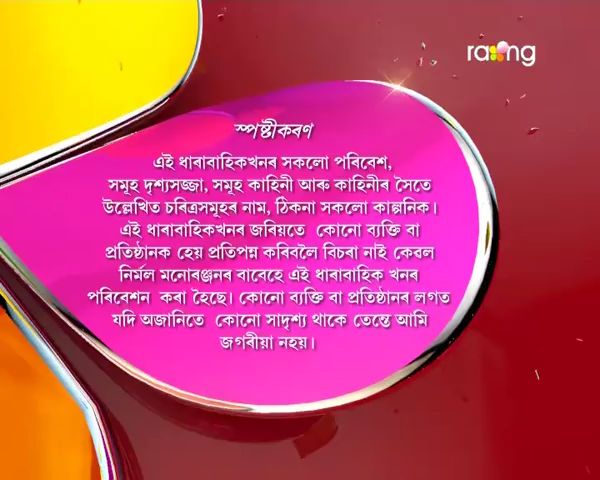 rang
স্পষ্টীকৰণ
এই ধাৰাবাহিকখনৰ সকলো পৰিবেশ,
সমূহ দৃশ্যসজ্জা, সমূহ কাহিনী আৰু কাহিনীৰ সৈতে
উল্লেখিত চৰিত্ৰসমূহৰ নাম, ঠিকনা সকলো কাল্পনিক।
এই ধাৰাবাহিকখনৰ জৰিয়তে কোনো ব্যক্তি বা
প্ৰতিষ্ঠানক হেয় প্ৰতিপন্ন কৰিবলৈ বিচৰা নাই কেৱল
নিৰ্মল মনোৰঞ্জনৰ বাবেহে এই ধাৰাবাহিক খনৰ
পৰিবেশন কৰা হৈছে। কোনো ব্যক্তি বা প্ৰতিষ্ঠানৰ লগত
যদি অজানিতে কোনো সাদৃশ্য থাকে তেন্তে আমি
জগৰীয়া নহয়।